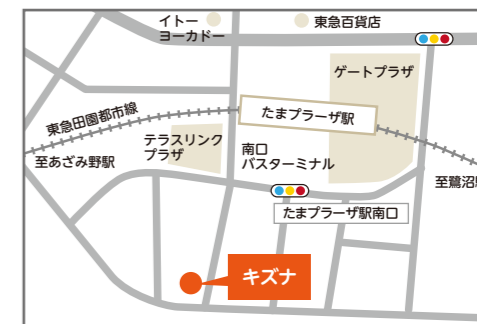 イトー
ヨーカドー
東急百貨店
ゲートプラザ
東急田園都市線
たまプラーザ駅
テラスリンク
プラザ
南口
バスターミナル
至あざみ野駅
至鷺沼駅
たまプラーザ駅南口
キズナ